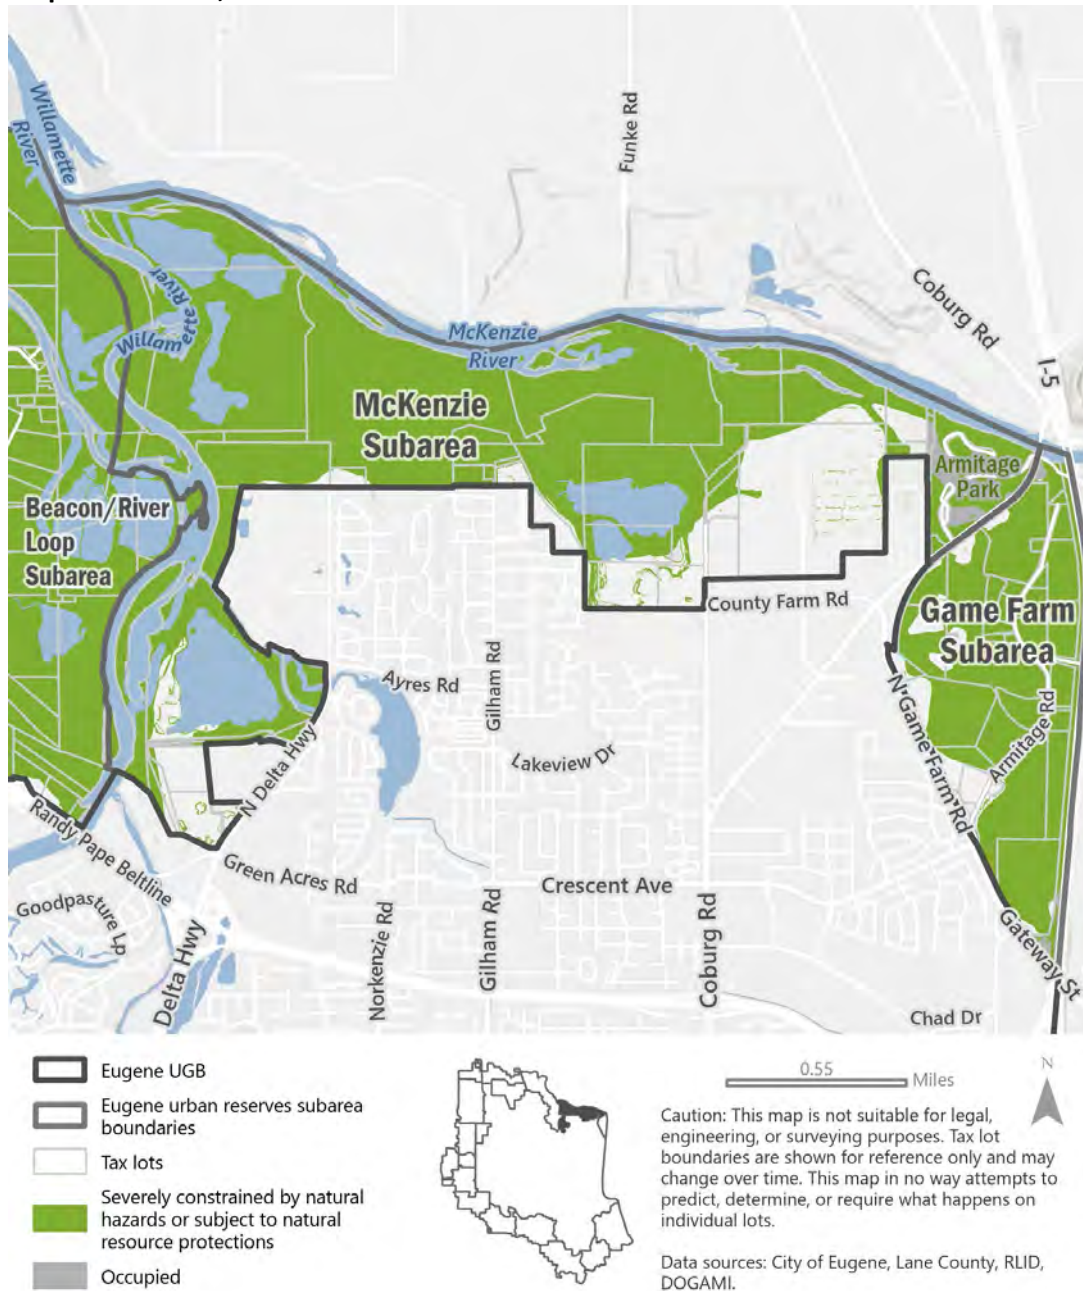 Willamette
River
Funke Rd
Coburg Rd
I-5
Willamette River
McKenzie
River
McKenzie
Subarea
Armitage
Park
Beacon/River
Loop
Subarea
County Farm Rd
Game Farm
Subarea
Ayres Rd
Gilham Rd
Lakeview Dr
N Delta Hwy
N Game Farm Rd
Armitage Rd
Randy Pape Beltline
Green Acres Rd
Crescent Ave
Goodpasture Lp
Delta Hwy
Norkenzie Rd
Gilham Rd
Coburg Rd
Gateway St
Chad Dr
Eugene UGB
Eugene urban reserves subarea
boundaries
Tax lots
Severely constrained by natural
hazards or subject to natural
resource protections
Occupied
0.55
Miles
N
Caution: This map is not suitable for legal,
engineering, or surveying purposes. Tax lot
boundaries are shown for reference only and may
change over time. This map in no way attempts to
predict, determine, or require what happens on
individual lots.
Data sources: City of Eugene, Lane County, RLID,
DOGAMI.